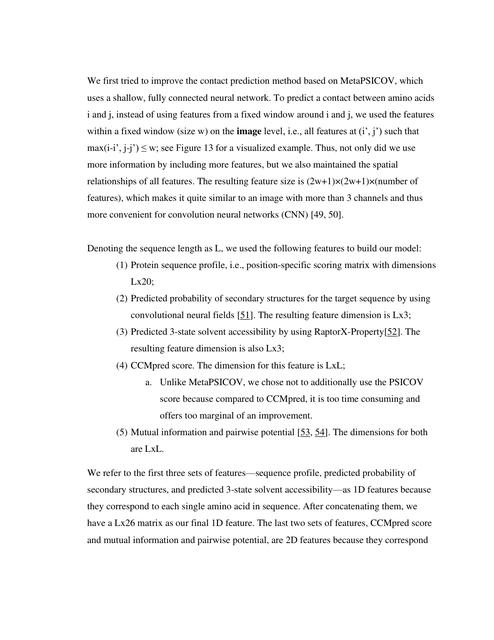 We first tried to improve the contact prediction method based on MetaPSICOV, which
uses a shallow, fully connected neural network. To predict a contact between amino acids
i and j, instead of using features from a fixed window around i and j, we used the features
within a fixed window (size w) on the image level, i.e., all features at (i’, j’) such that
max(i-i’, j-j’) ≤ w; see Figure 13 for a visualized example. Thus, not only did we use
more information by including more features, but we also maintained the spatial
relationships of all features. The resulting feature size is (2w+1)×(2w+1)×(number of
features), which makes it quite similar to an image with more than 3 channels and thus
more convenient for convolution neural networks (CNN) [49, 50].
Denoting the sequence length as L, we used the following features to build our model:
(1) Protein sequence profile, i.e., position-specific scoring matrix with dimensions
Lx20;
(2) Predicted probability of secondary structures for the target sequence by using
convolutional neural fields [51]. The resulting feature dimension is Lx3;
(3) Predicted 3-state solvent accessibility by using RaptorX-Property[52]. The
resulting feature dimension is also Lx3;
(4) CCMpred score. The dimension for this feature is LxL;
a. Unlike MetaPSICOV, we chose not to additionally use the PSICOV
score because compared to CCMpred, it is too time consuming and
offers too marginal of an improvement.
(5) Mutual information and pairwise potential [53, 54]. The dimensions for both
are LxL.
We refer to the first three sets of features—sequence profile, predicted probability of
secondary structures, and predicted 3-state solvent accessibility—as 1D features because
they correspond to each single amino acid in sequence. After concatenating them, we
have a Lx26 matrix as our final 1D feature. The last two sets of features, CCMpred score
and mutual information and pairwise potential, are 2D features because they correspond